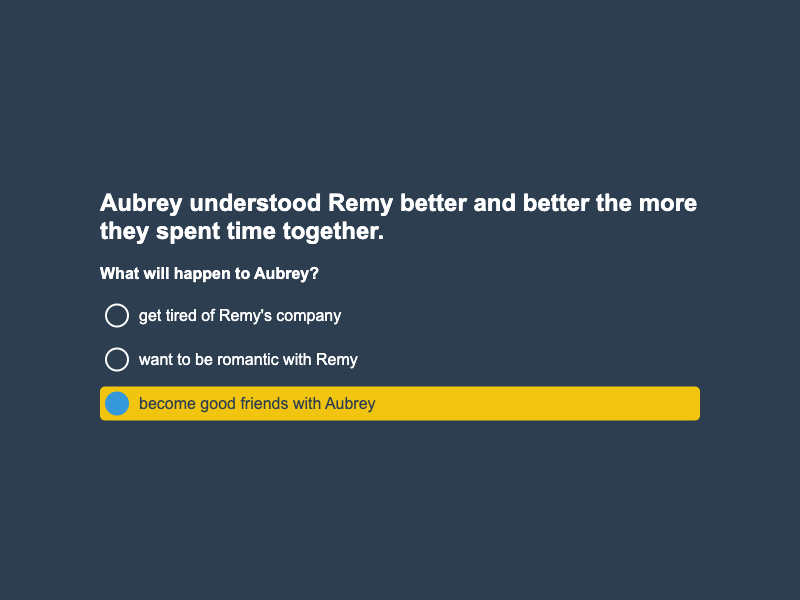 Aubrey understood Remy better and better the more
they spent time together.
What will happen to Aubrey?
get tired of Remy's company
want to be romantic with Remy
become good friends with Aubrey